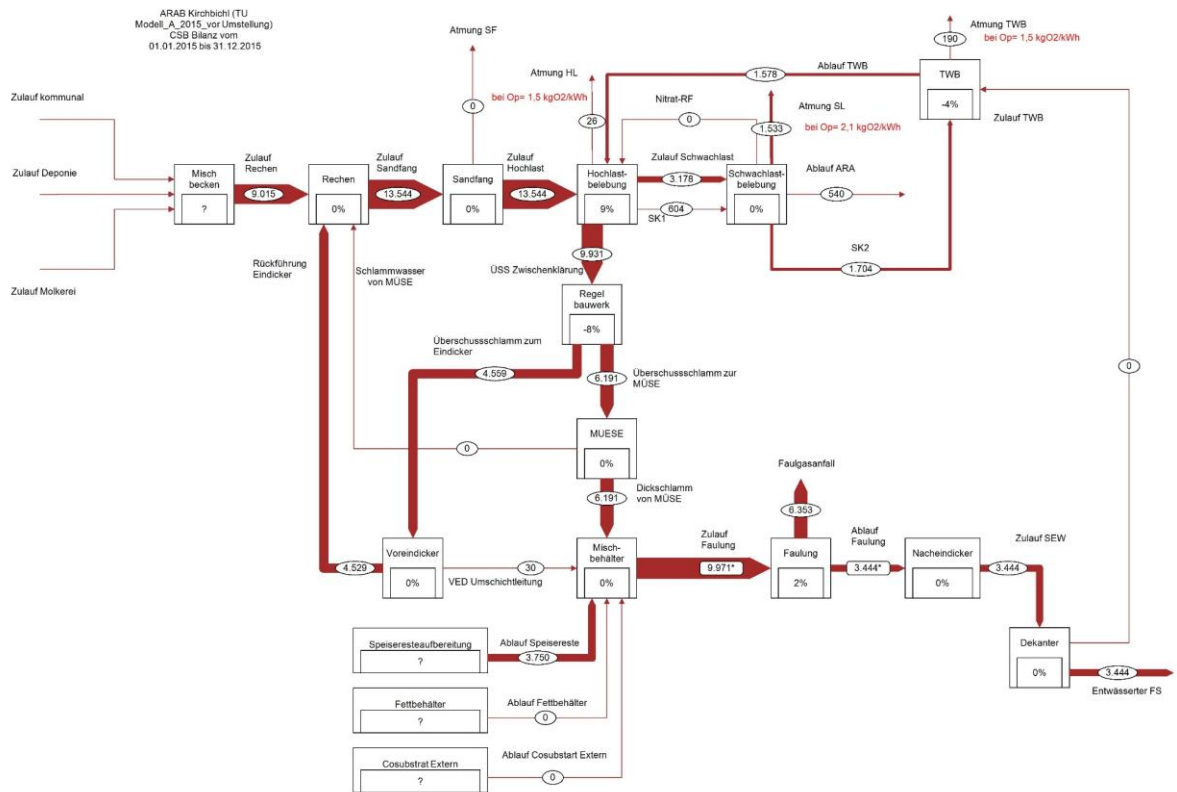 ARAB Kirchbichl (TU
Modell_A_2015_vor Umstellung)
CSB Bilanz vom
01.01.2015 bis 31.12.2015
Atmung SF
0
Atmung HL
bei Op= 1,5 kgO2/kWh
26
Atmung TWB
190
bei Op= 1,5 kgO2/kWh
Ablauf TWB
1.578
TWB
-4%
Zulauf TWB
Nitrat-RF
0
Atmung SL
1.533
bei Op= 2,1 kgO2/kWh
Zulauf kommunal
Zulauf Deponie
Zulauf Molkerei
Misch
becken
?
Zulauf
Rechen
9.015
Rechen
0%
Zulauf
Sandfang
13.544
Sandfang
0%
Zulauf
Hochlast
13.544
Hochlast-
belebung
9%
Zulauf Schwachlast
3.178
604
SK1
Schwachlast-
belebung
0%
Ablauf ARA
540
SK2
1.704
9.931
ÜSS Zwischenklärung
Rückführung
Eindicker
Schlammwasser
von MÜSE
Regel
bauwerk
-8%
Überschussschlamm zum
Eindicker
4.559
6.191
Überschussschlamm zur
MÜSE
0
0
MUESE
0%
6.191
Dickschlamm
von MÜSE
Faulgasanfall
6.353
4.529
Voreindicker
0%
30
VED Umschichtleitung
Misch-
behälter
0%
Zulauf
Faulung
9.971*
Faulung
2%
Ablauf
Faulung
3.444*
Nacheindicker
0%
Zulauf SEW
3.444
Dekanter
0%
3.444
Entwässerter FS
Speiseresteaufbereitung
?
Ablauf Speisereste
3.750
Fettbehälter
?
Ablauf Fettbehälter
0
Cosubstrat Extern
?
Ablauf Cosubstart Extern
0